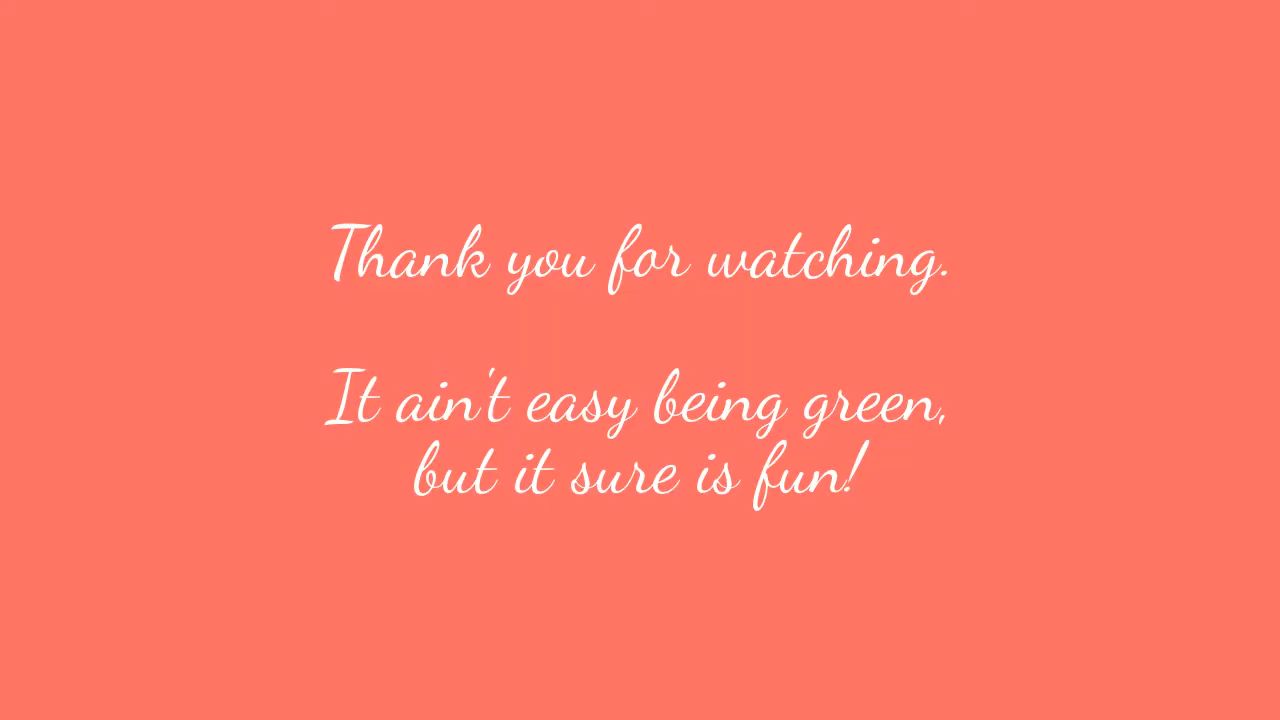 Thank you for watching.
It ain't easy being green,
but it sure is fun!